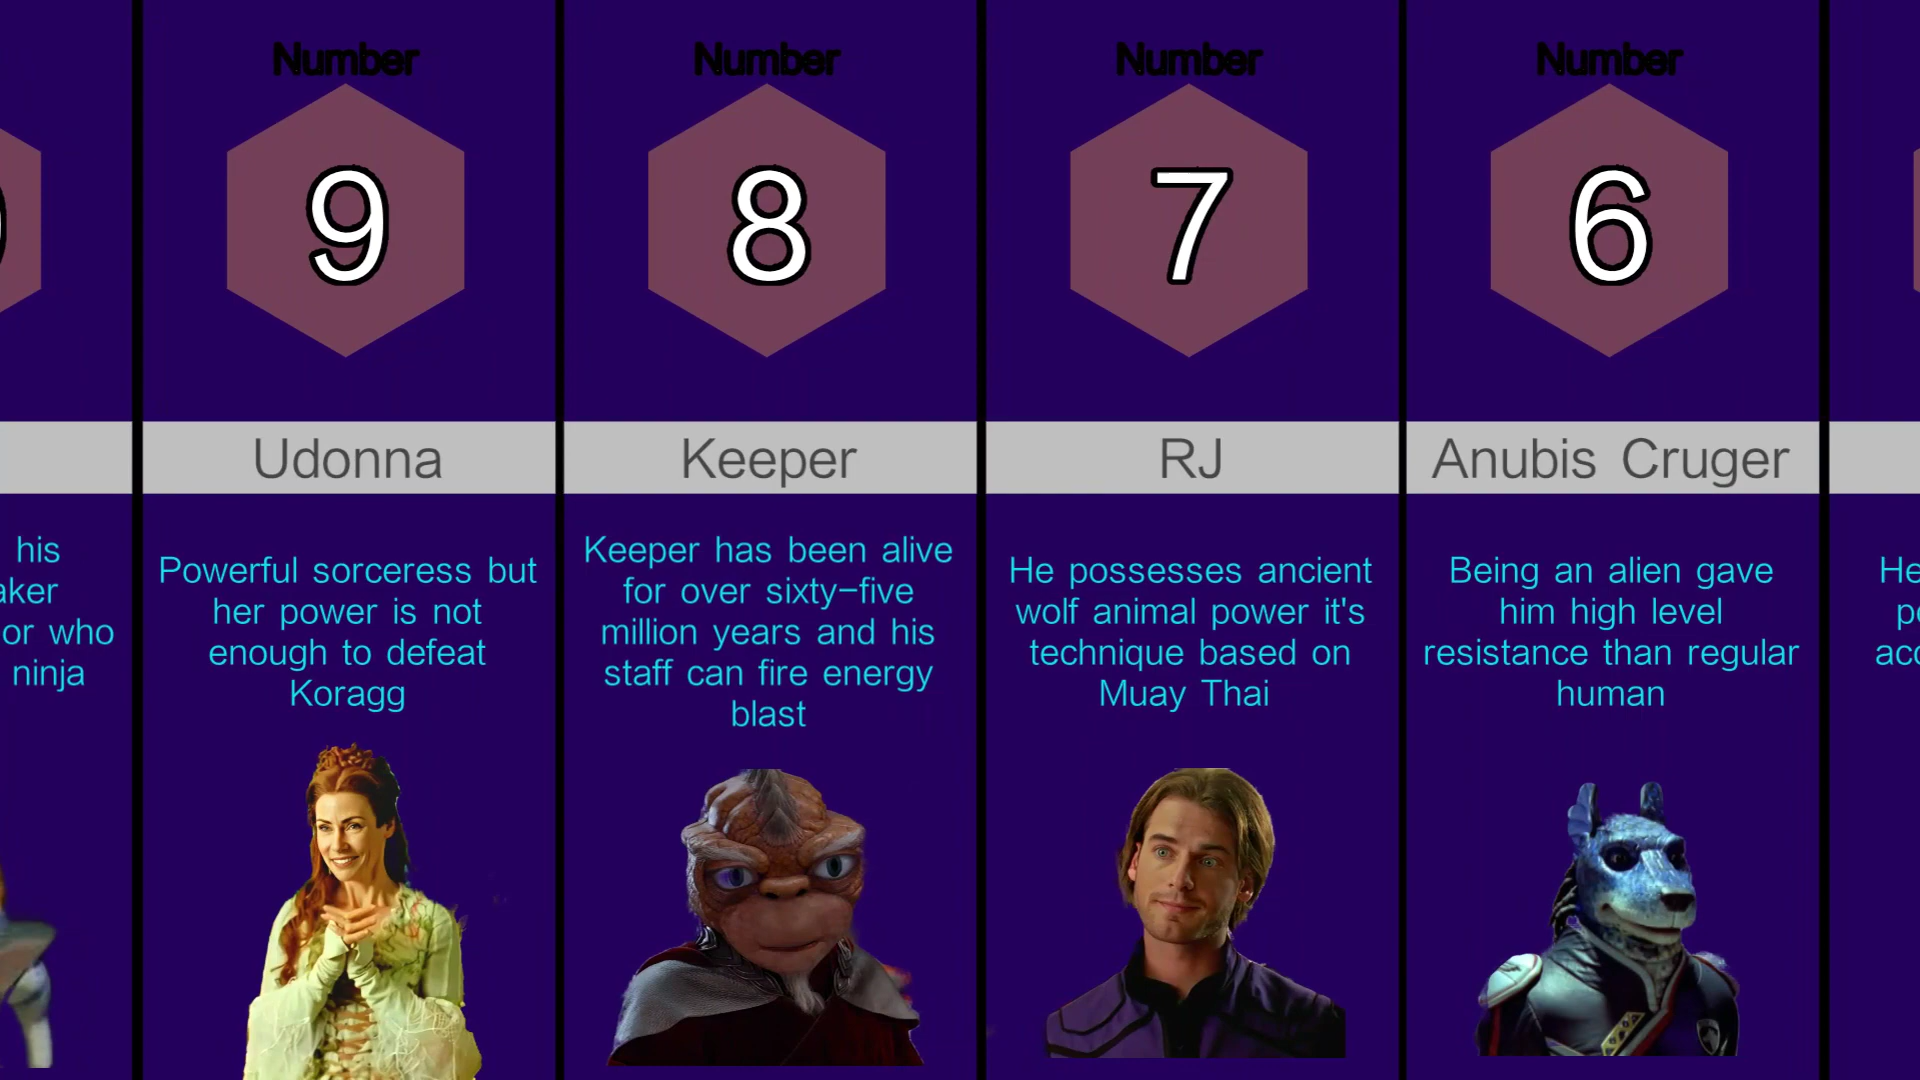 his
or who
ninja
Number
9
Udonna
Powerful sorceress but
her power is not
enough to defeat
Koragg
Number
8
Keeper
Keeper has been alive
for over sixty-five
million years and his
staff can fire energy
blast
Number
7
RJ
He possesses ancient
wolf animal power it's
technique based on
Muay Thai
Number
6
Anubis Cruger
Being an alien gave
him high level
resistance than regular
human
He